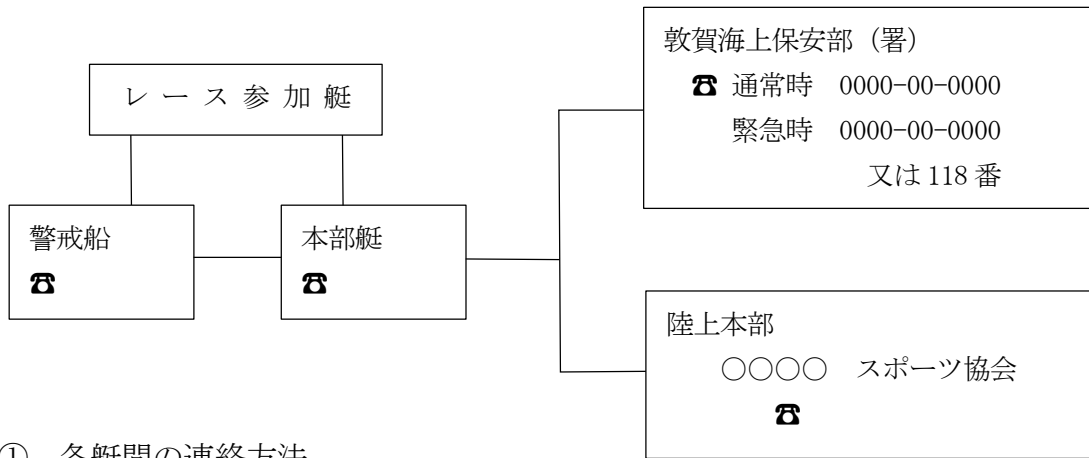 敦賀海上保安部（署）
☎ 通常時 0000-00-0000
緊急時 0000-00-0000
又は 118 番
レース参加艇
警戒船
☎
本部艇
☎
陸上本部
○○○○ スポーツ協会
☎
① 各艇間の連絡方法